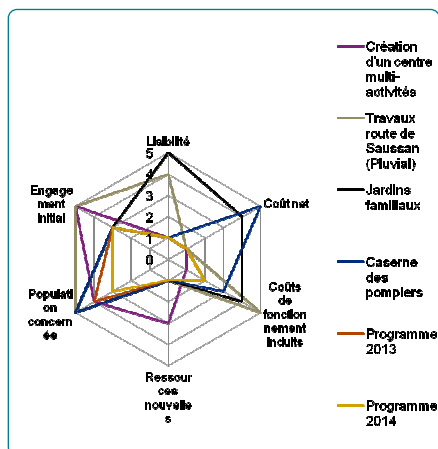 Lisibilité
5
4
3
2
1
0
Coût net
Coûts de
fonction
nement
induits
Ressour
ces
nouvelle
s
Populati
on
concern
ée
Engage
ment
initial
Création
d'un centre
multi-
activités
Travaux
route de
Saussan
(Pluvial)
Jardins
familiaux
Caserne
des
pompiers
Programme
2013
Programme
2014